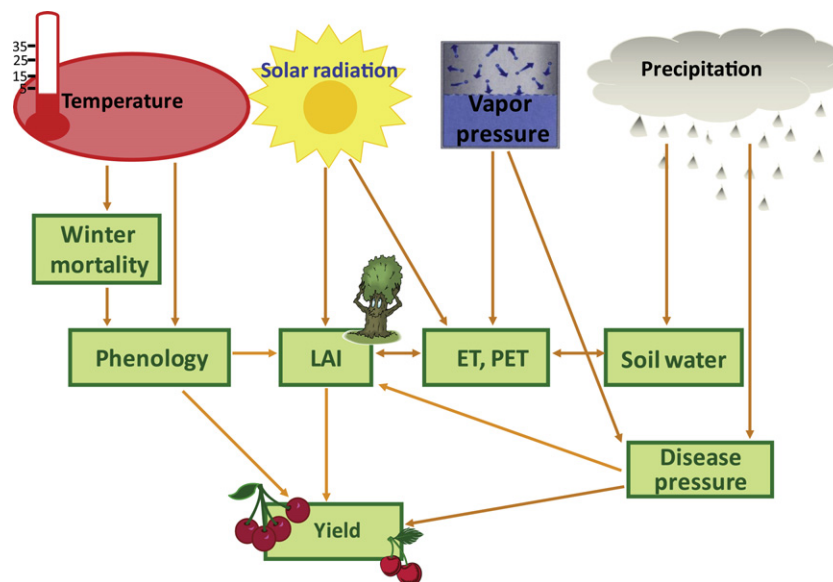 35
25
15
5
Temperature
Solar radiation
Vapor
pressure
Precipitation
Winter
mortality
Phenology
LAI
ET, PET
Soil water
Disease
pressure
Yield